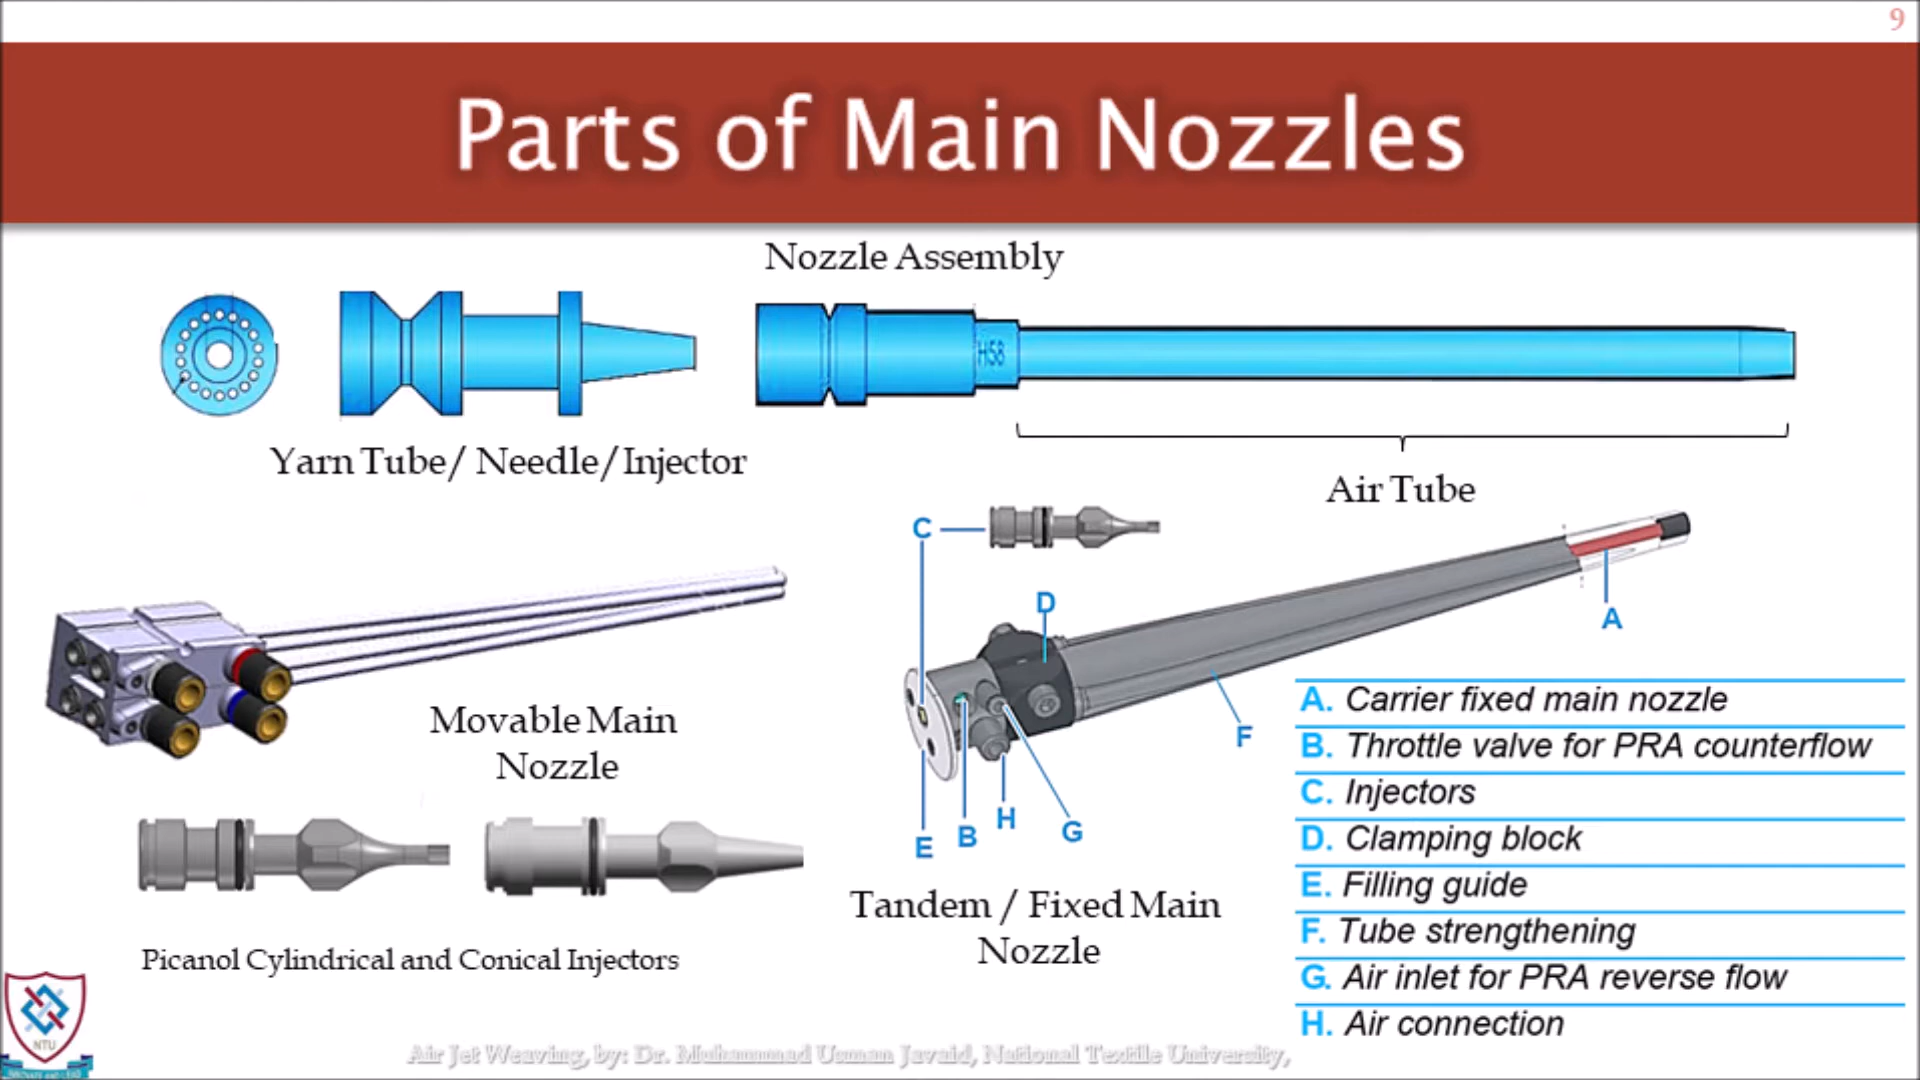 9
Parts of Main Nozzles
Nozzle Assembly
H58
Yarn Tube/ Needle/Injector
Air Tube
C
D
A
F
E
B
H
G
Movable Main
Nozzle
Tandem / Fixed Main
Nozzle
Picanol Cylindrical and Conical Injectors
A. Carrier fixed main nozzle
B. Throttle valve for PRA counterflow
C. Injectors
D. Clamping block
E. Filling guide
F. Tube strengthening
G. Air inlet for PRA reverse flow
H. Air connection
NTU
Air Jet Weaving, by: Dr. Muhammad Usman Javaid, National Textile University,